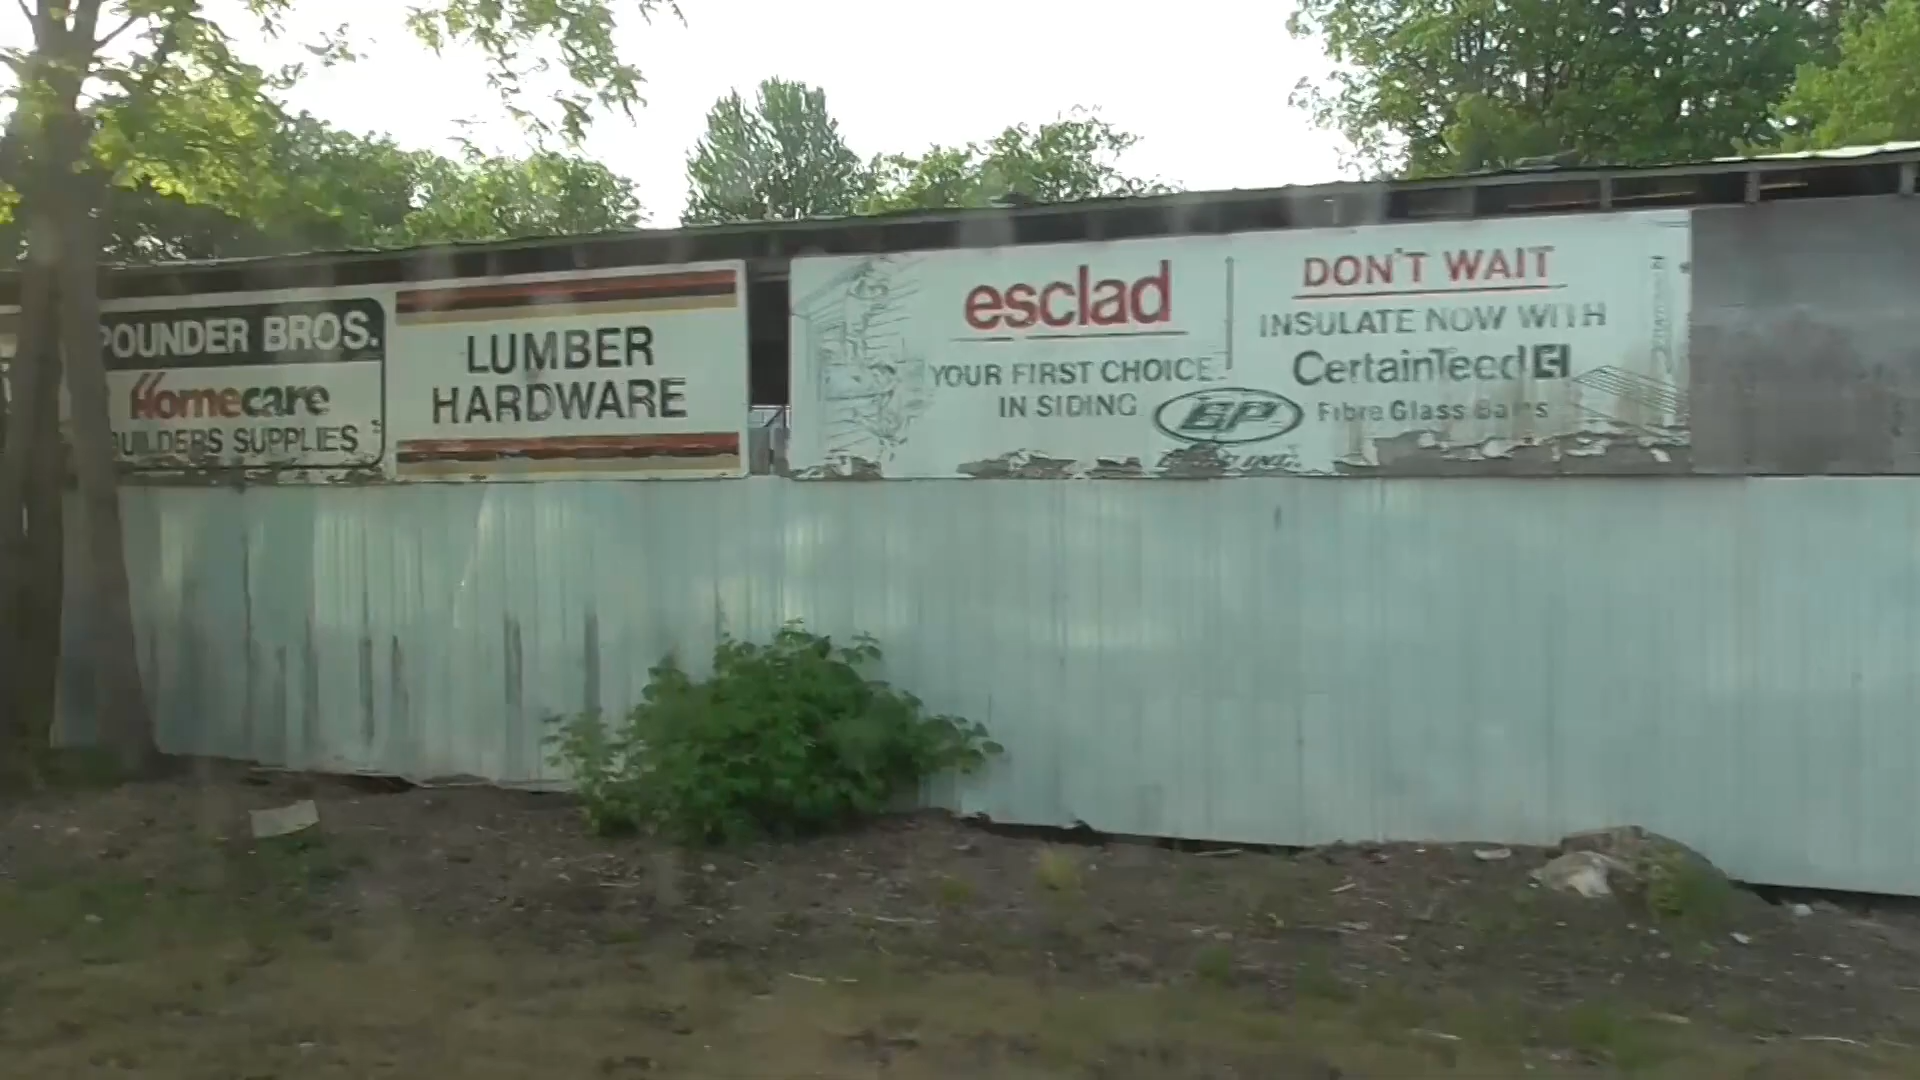 POUNDER BROS.
Homecare
BUILDERS SUPPLIES
LUMBER
HARDWARE
esclad
YOUR FIRST CHOICE
IN SIDING
BP
DON'T WAIT
INSULATE NOW WITH
CertainTeed
Fibre Glass Batts